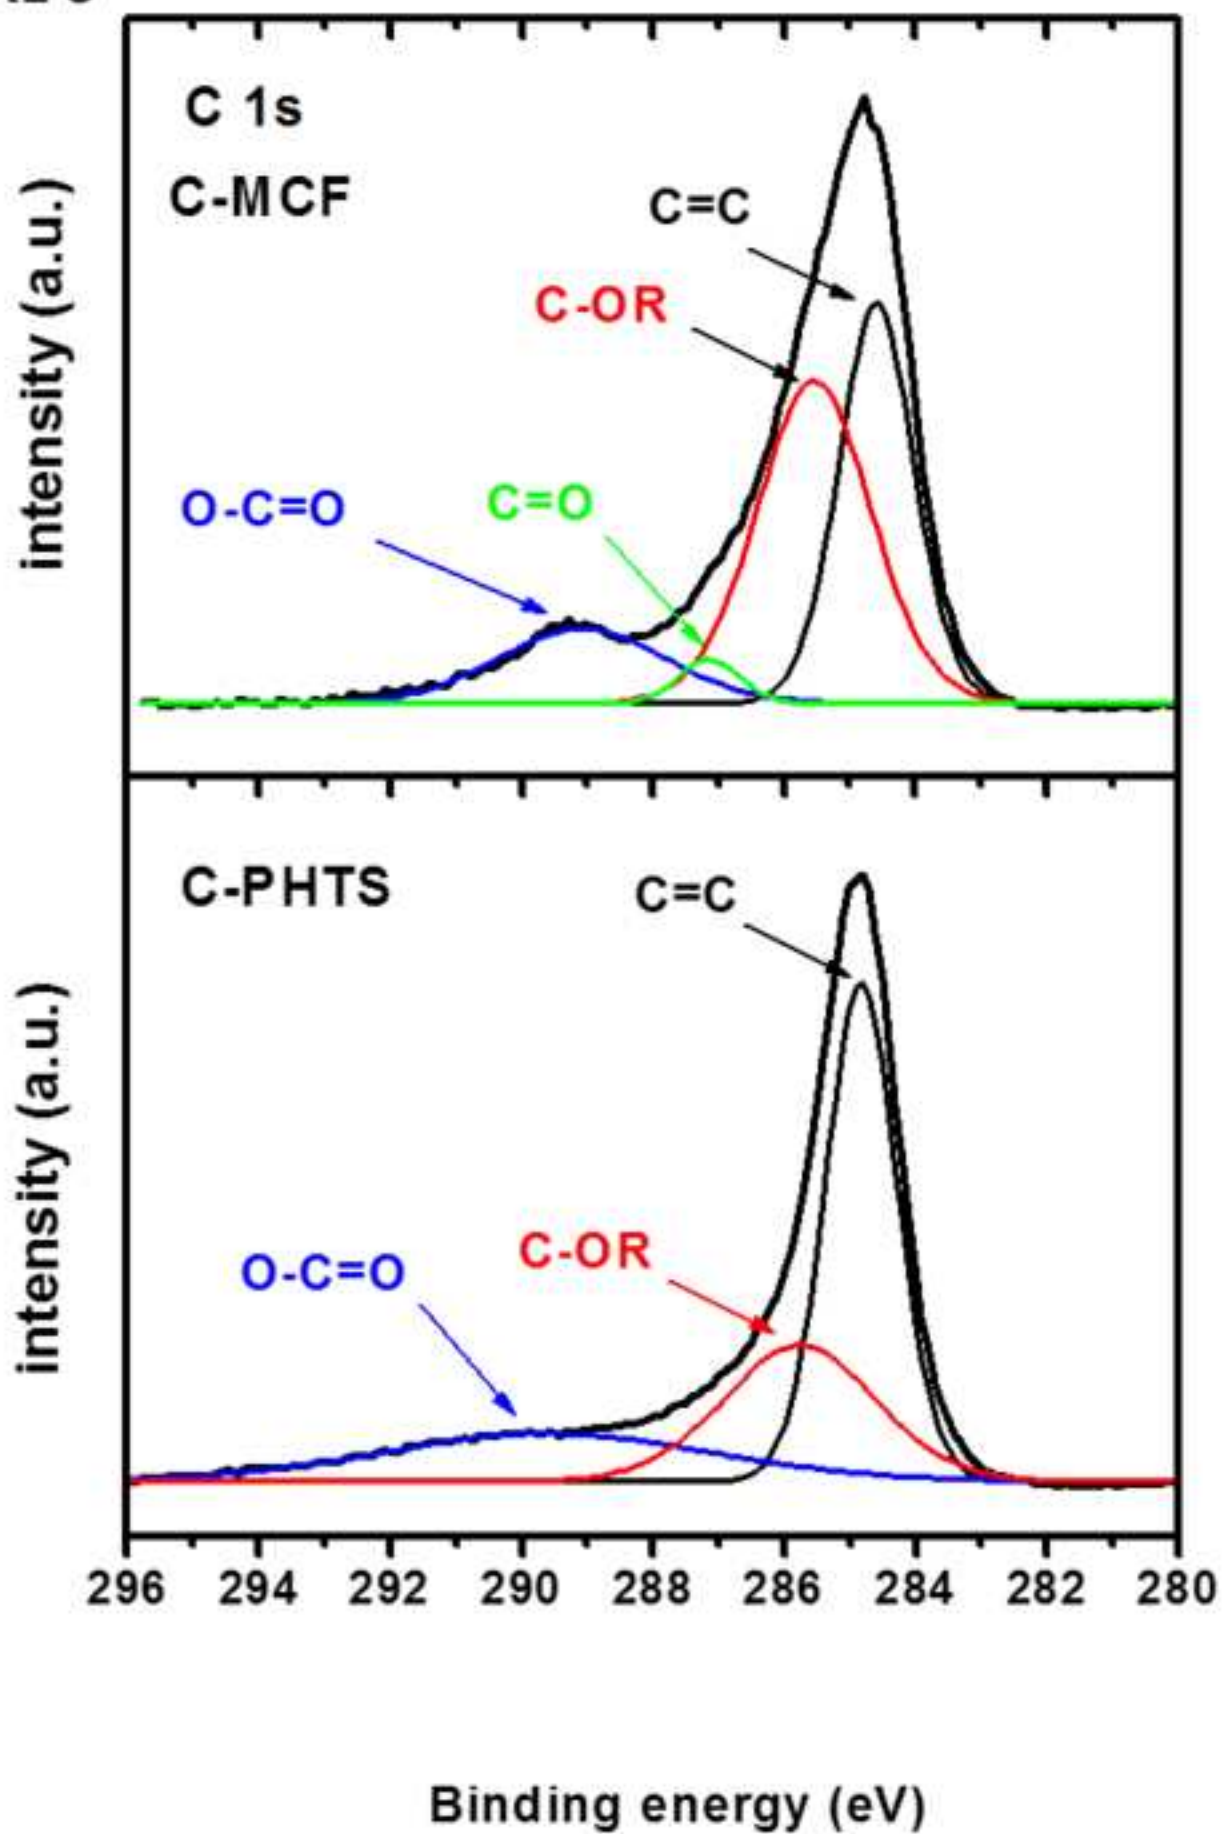 C 1s
C-MCF
C=C
C-OR
O-C=O
C=O
intensity (a.u.)
C-PHTS
C=C
C-OR
O-C=O
intensity (a.u.)
296 294 292 290 288 286 284 282 280
Binding energy (eV)